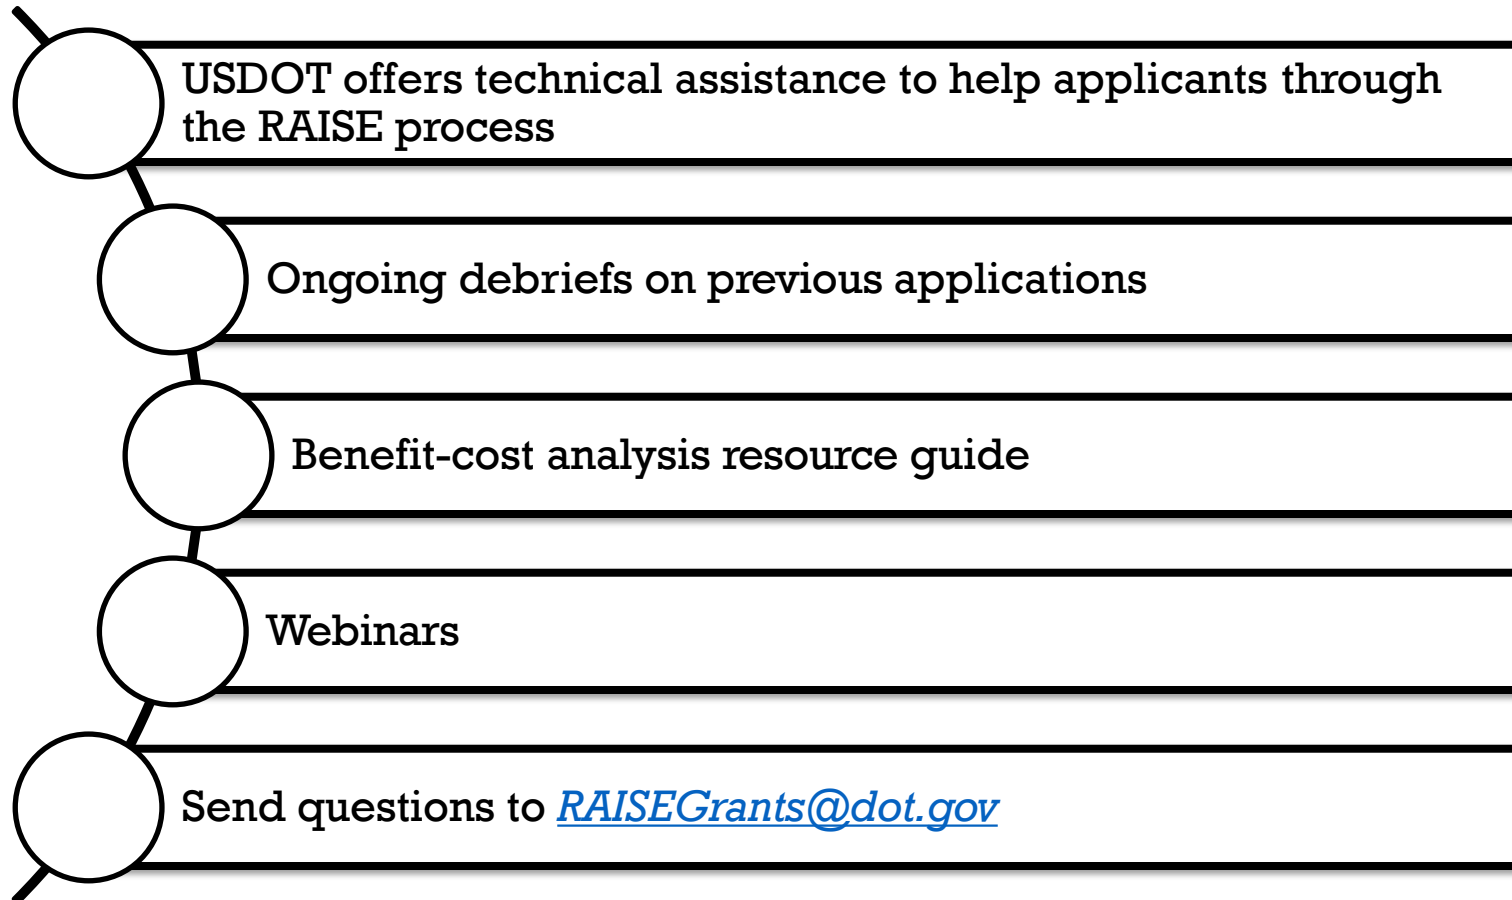 USDOT offers technical assistance to help applicants through
the RAISE process
Ongoing debriefs on previous applications
Benefit-cost analysis resource guide
Webinars
Send questions to RAISEGrants@dot.gov